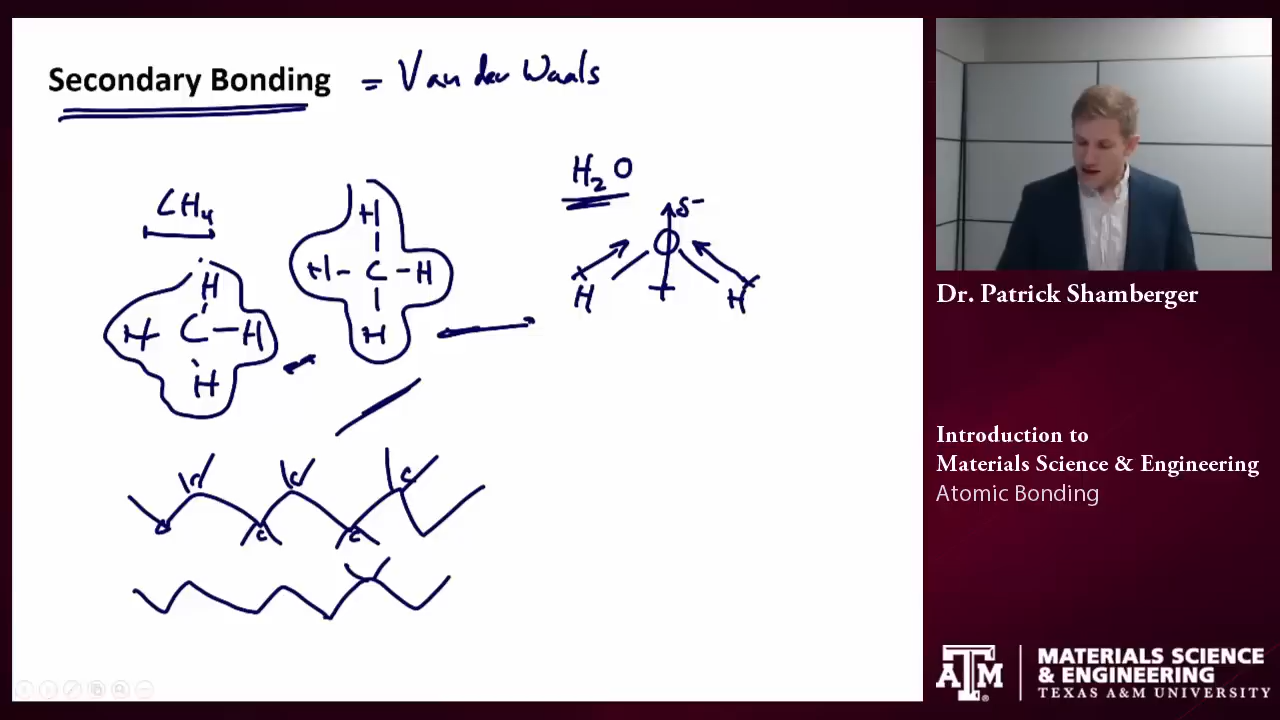 Secondary Bonding = Van der Waals
CH4
H
H C H
H
H
H - C - H
H
H2O
δ-
O
H H
C
C C
Dr. Patrick Shamberger
Introduction to
Materials Science & Engineering
Atomic Bonding
ATM
®
MATERIALS SCIENCE
& ENGINEERING
TEXAS A&M UNIVERSITY